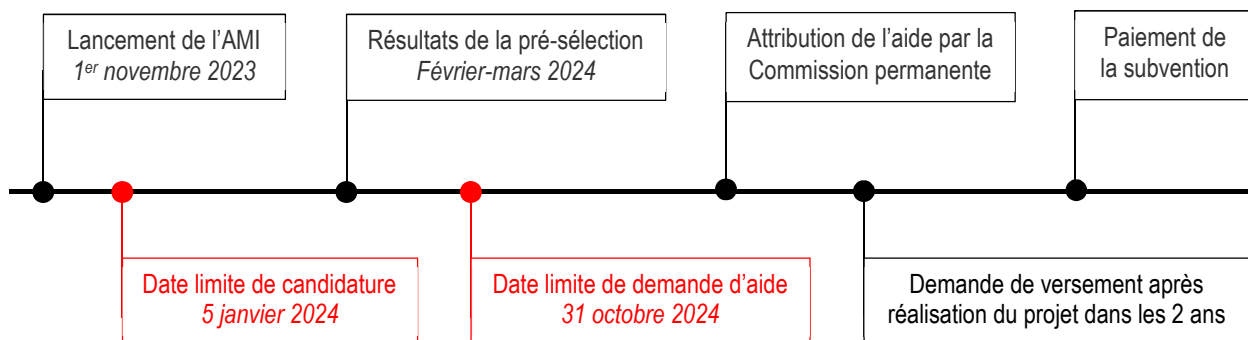 Lancement de l’AMI
1er novembre 2023
Résultats de la pré-sélection
Février-mars 2024
Attribution de l’aide par la
Commission permanente
Paiement de
la subvention
Date limite de candidature
5 janvier 2024
Date limite de demande d’aide
31 octobre 2024
Demande de versement après
réalisation du projet dans les 2 ans